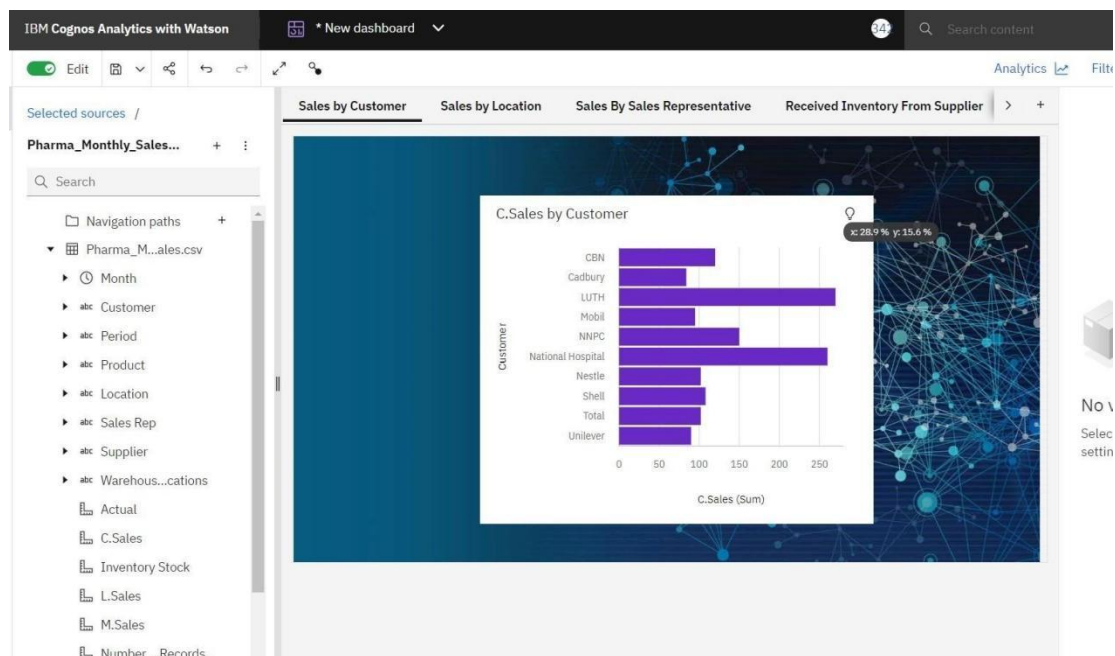 IBM Cognos Analytics with Watson
* New dashboard
Search content
Edit
Analytics
Selected sources /
Sales by Customer
Sales by Location
Sales By Sales Representative
Received Inventory From Supplier
Pharma_Monthly_Sales...
Search
Navigation paths
Pharma_M...ales.csv
Month
abc Customer
abc Period
abc Product
abc Location
abc Sales Rep
abc Supplier
abc Warehous...cations
Actual
C.Sales
Inventory Stock
L.Sales
M.Sales
C.Sales by Customer
x: 28.9 % y: 15.6 %
Customer
CBN
Cadbury
LUTH
Mobil
NNPC
National Hospital
Nestle
Shell
Total
Unilever
0 50 100 150 200 250
C.Sales (Sum)
No